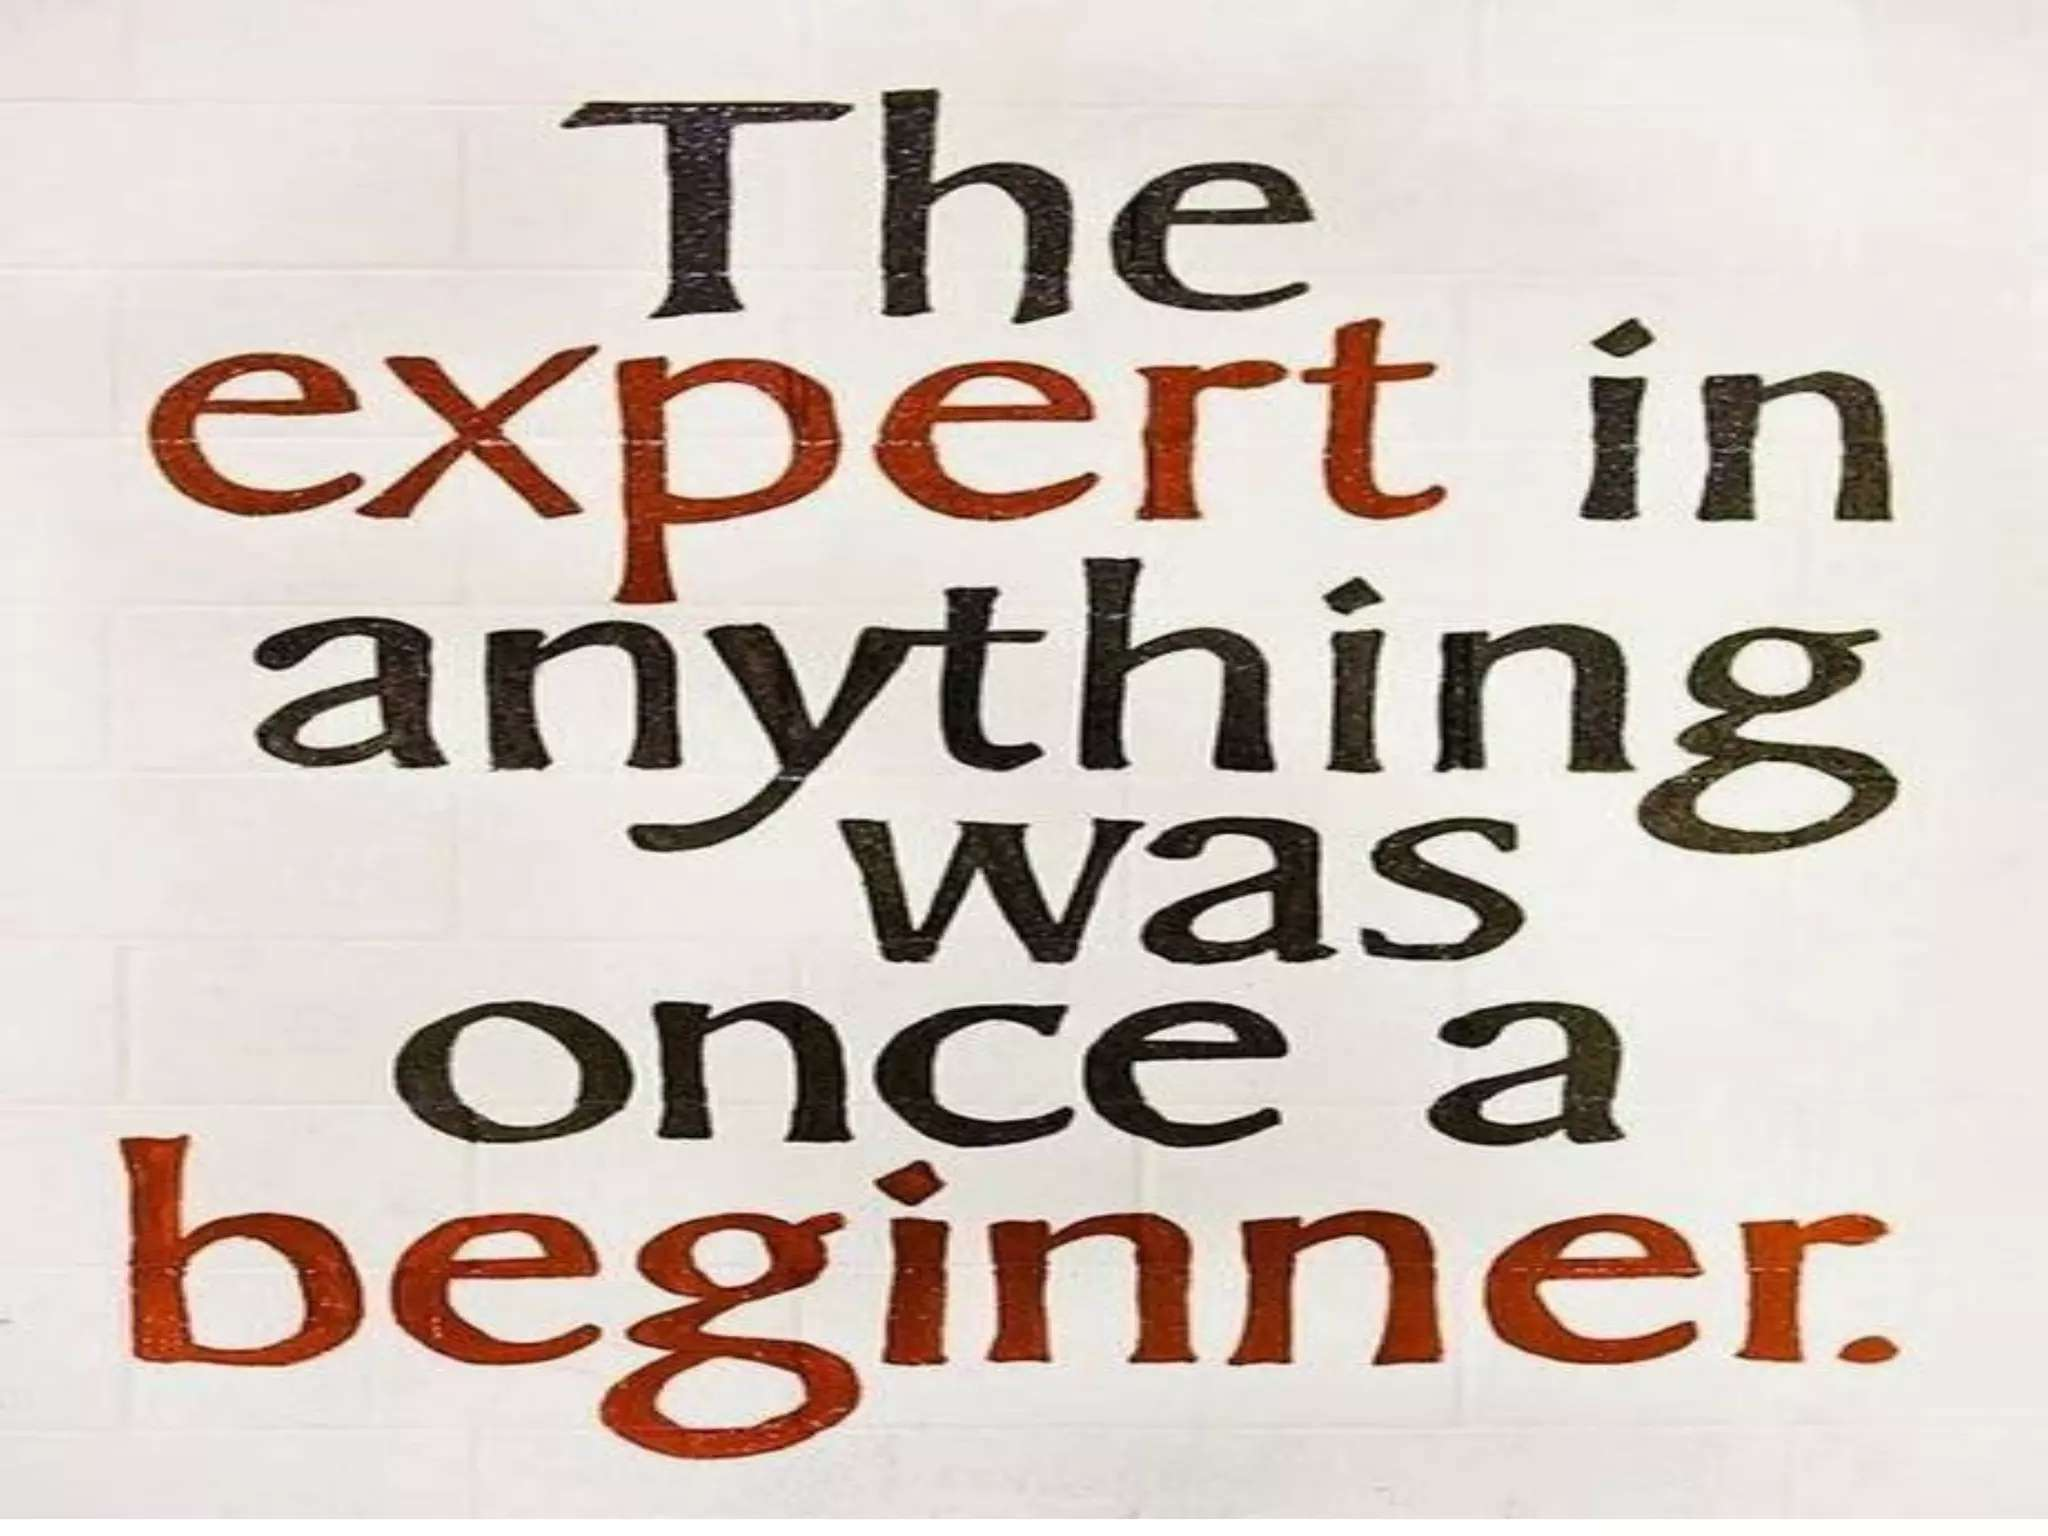 The
expert in
anything
was
once a
beginner.